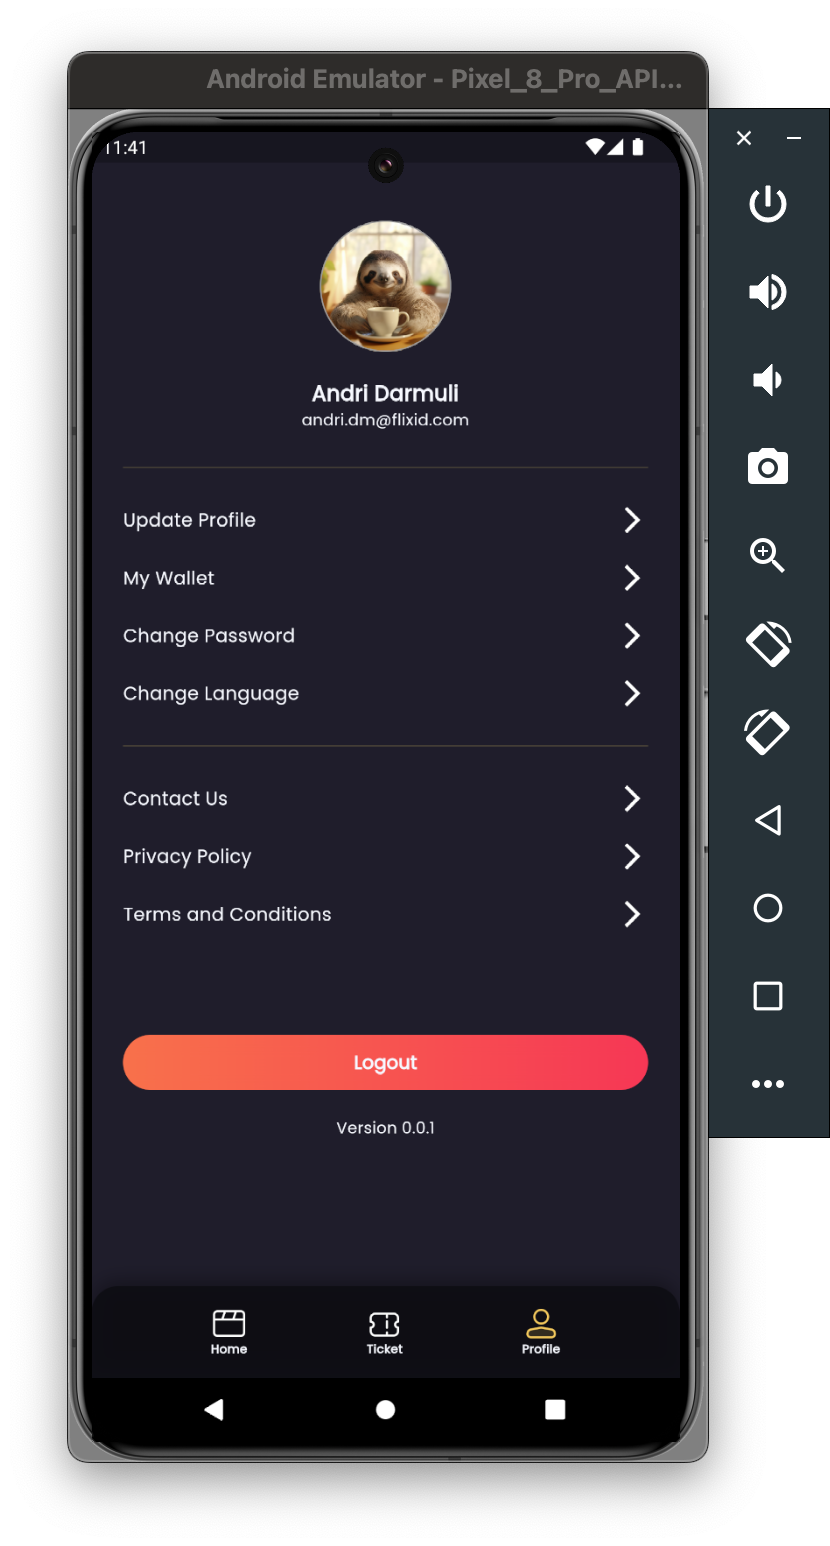 Android Emulator - Pixel_8_Pro_API...
11:41
Andri Darmuli
andri.dm@flixid.com
Update Profile
My Wallet
Change Password
Change Language
Contact Us
Privacy Policy
Terms and Conditions
Logout
Version 0.0.1
Home
Ticket
Profile